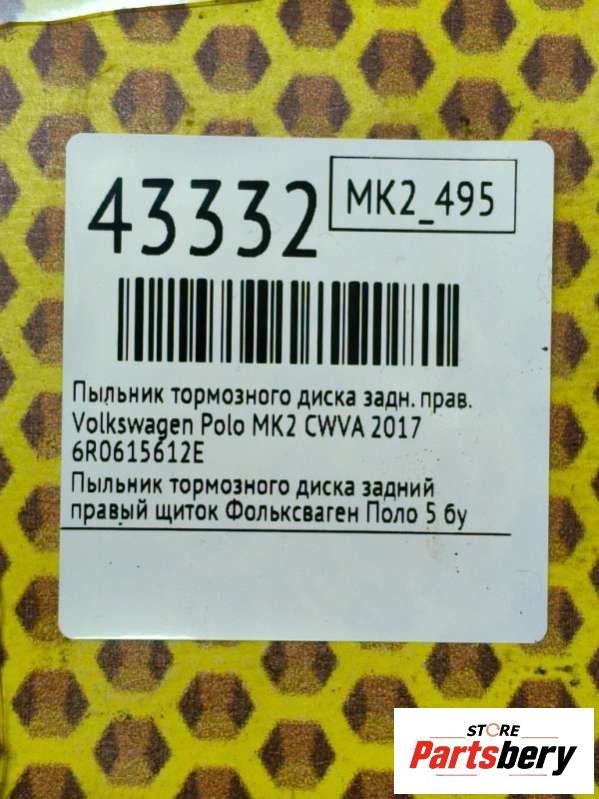 43332
MK2_495
Пыльник тормозного диска задн. прав.
Volkswagen Polo MK2 CWVA 2017
6R0615612E
Пыльник тормозного диска задний
правый щиток Фольксваген Поло 5 бу
STORE
Partsbery